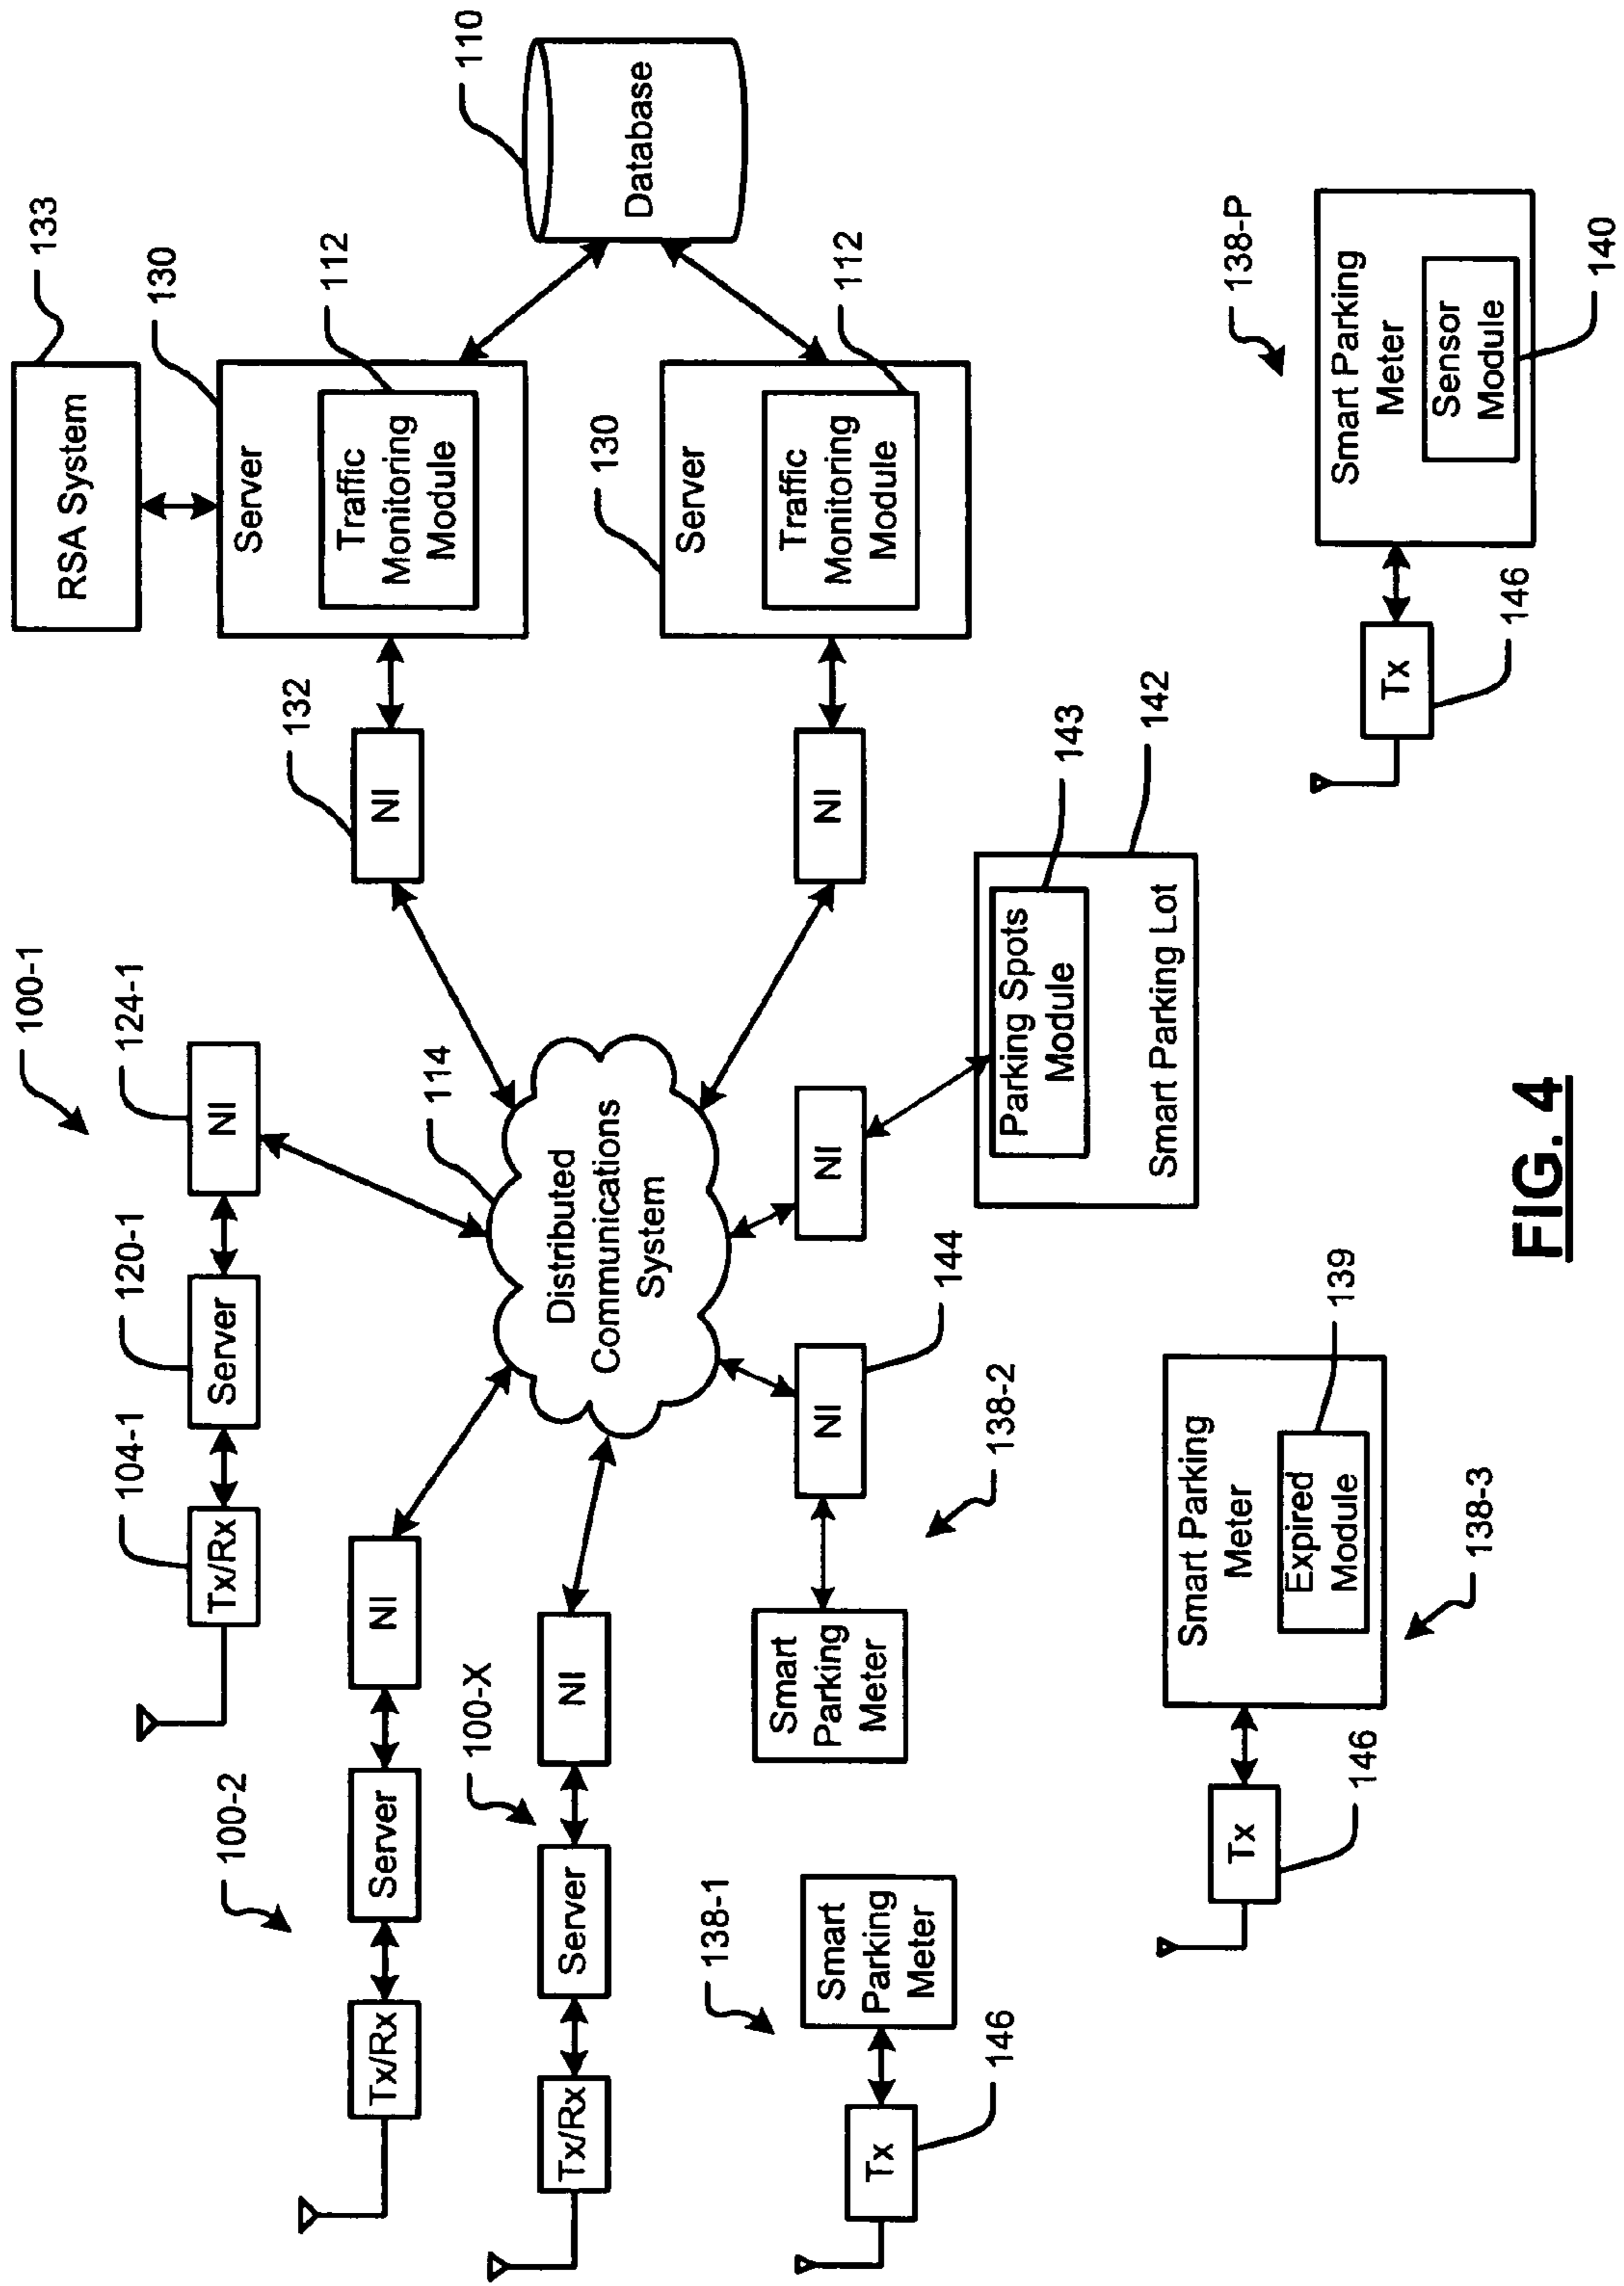 100-1
104-1
120-1
124-1
Tx/Rx
Server
NI
100-2
Tx/Rx
Server
NI
100-X
Tx/Rx
Server
NI
114
Distributed
Communications
System
132
NI
NI
RSA System
133
130
Server
Traffic
Monitoring
Module
112
130
Server
Traffic
Monitoring
Module
112
110
Database
138-1
Tx
146
Smart
Parking
Meter
Smart
Parking
Meter
138-2
NI
144
NI
Parking Spots
Module
Smart Parking Lot
143
142
Tx
146
Smart Parking
Meter
Expired
Module
139
138-3
138-P
Tx
146
Smart Parking
Meter
Sensor
Module
140
FIG. 4